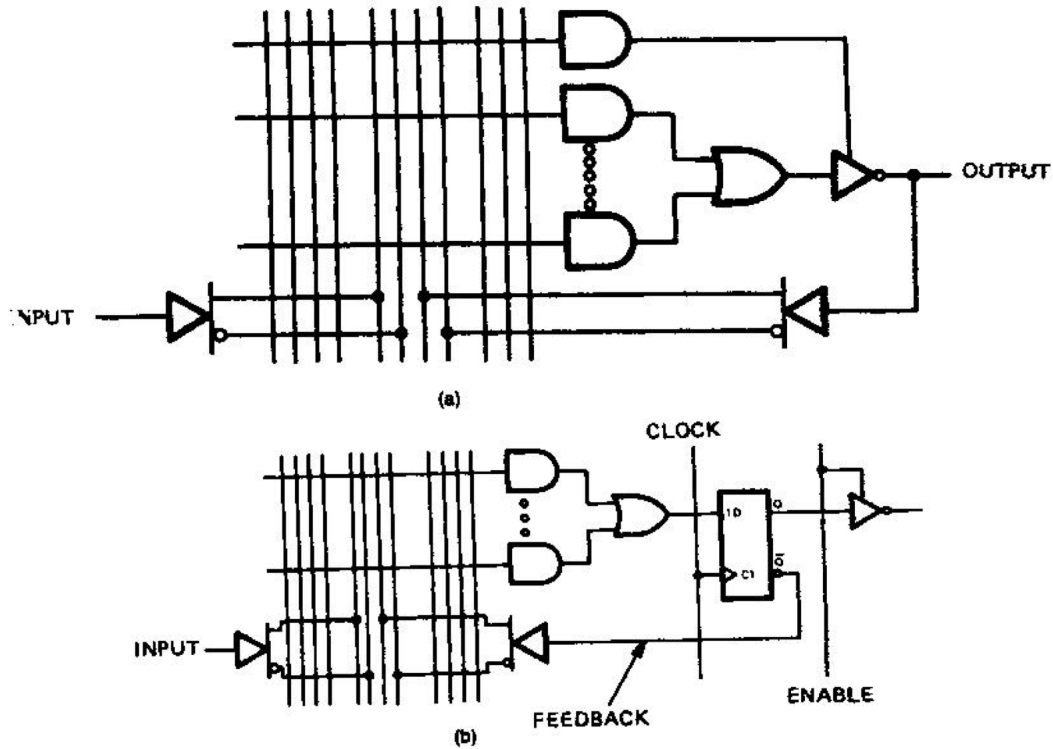 OUTPUT
INPUT
(a)
CLOCK
1D
Q
C1
Q
INPUT
FEEDBACK
ENABLE
(b)